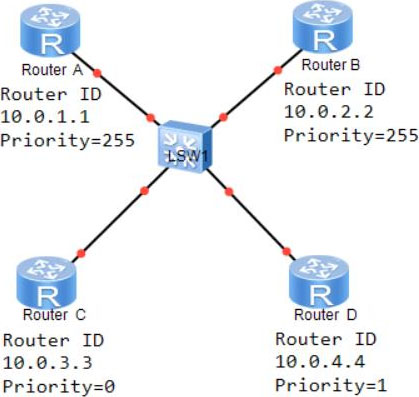 R
Router A
Router ID
10.0.1.1
Priority=255
R
Router B
Router ID
10.0.2.2
Priority=255
LSW1
R
Router C
Router ID
10.0.3.3
Priority=0
R
Router D
Router ID
10.0.4.4
Priority=1